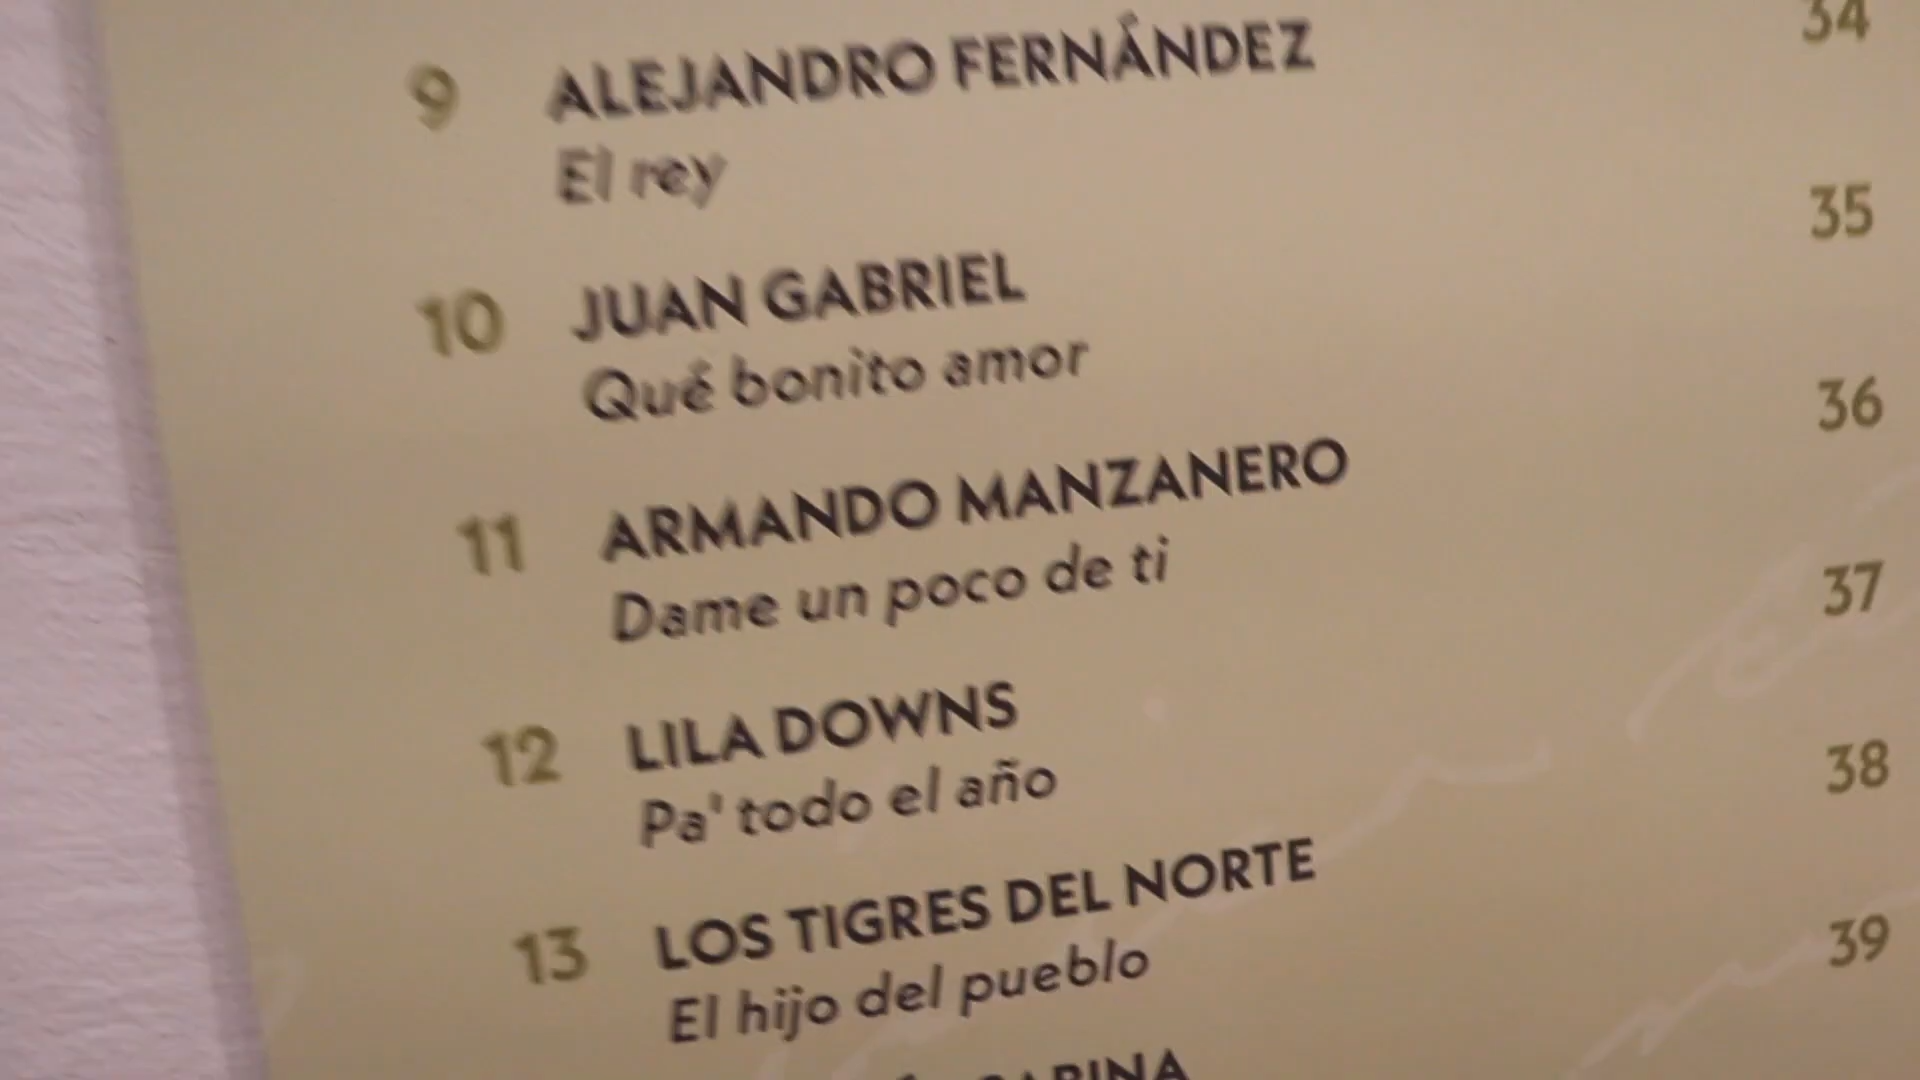 9 ALEJANDRO FERNÁNDEZ
El rey
10 JUAN GABRIEL
Qué bonito amor
11 ARMANDO MANZANERO
Dame un poco de ti
12 LILA DOWNS
Pa' todo el año
13 LOS TIGRES DEL NORTE
El hijo del pueblo
34
35
36
37
38
39